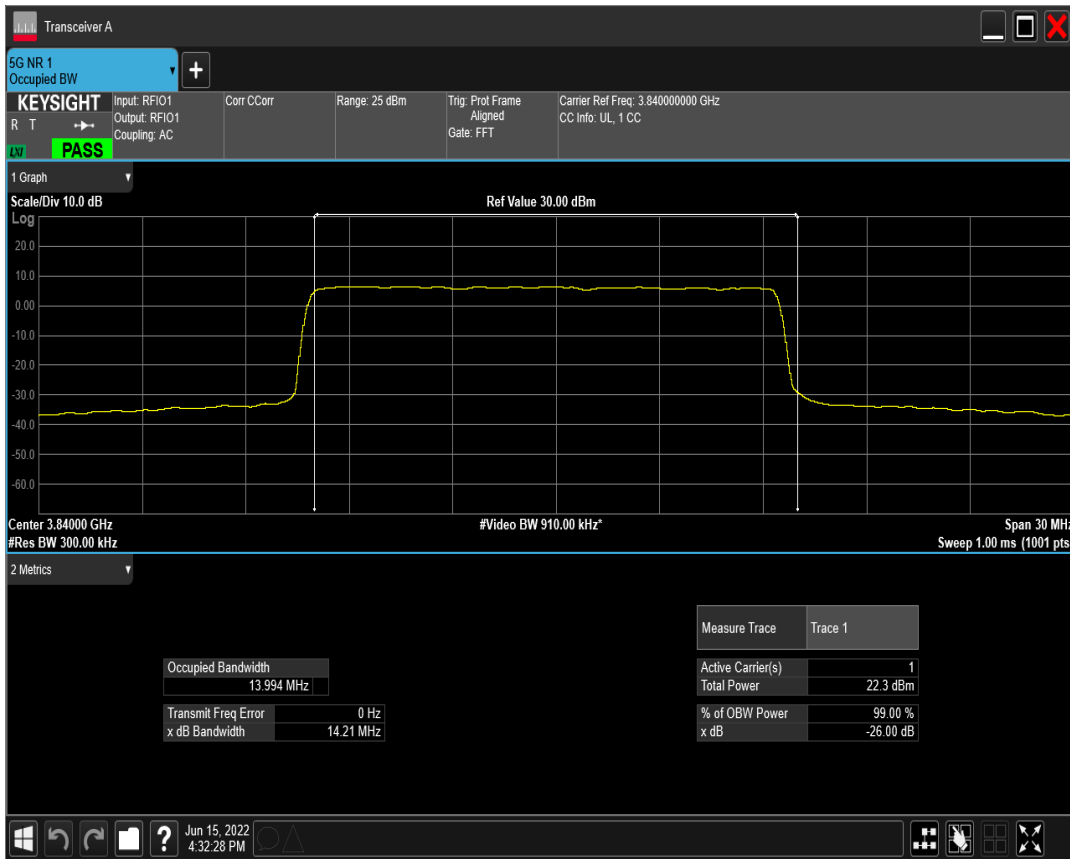 Transceiver A
5G NR 1
Occupied BW
KEYSIGHT
R T
LXI
PASS
Input: RFIO1
Output: RFIO1
Coupling: AC
Corr CCorr
Range: 25 dBm
Trig: Prot Frame
Aligned
Gate: FFT
Carrier Ref Freq: 3.840000000 GHz
CC Info: UL, 1 CC
1 Graph
Scale/Div 10.0 dB
Ref Value 30.00 dBm
Log
20.0
10.0
0.00
-10.0
-20.0
-30.0
-40.0
-50.0
-60.0
Center 3.84000 GHz
#Video BW 910.00 kHz*
Span 30 MHz
#Res BW 300.00 kHz
Sweep 1.00 ms (1001 pts
2 Metrics
Measure Trace Trace 1
Occupied Bandwidth
13.994 MHz
Active Carrier(s) 1
Total Power 22.3 dBm
Transmit Freq Error 0 Hz
x dB Bandwidth 14.21 MHz
% of OBW Power 99.00 %
x dB -26.00 dB
Jun 15, 2022
4:32:28 PM